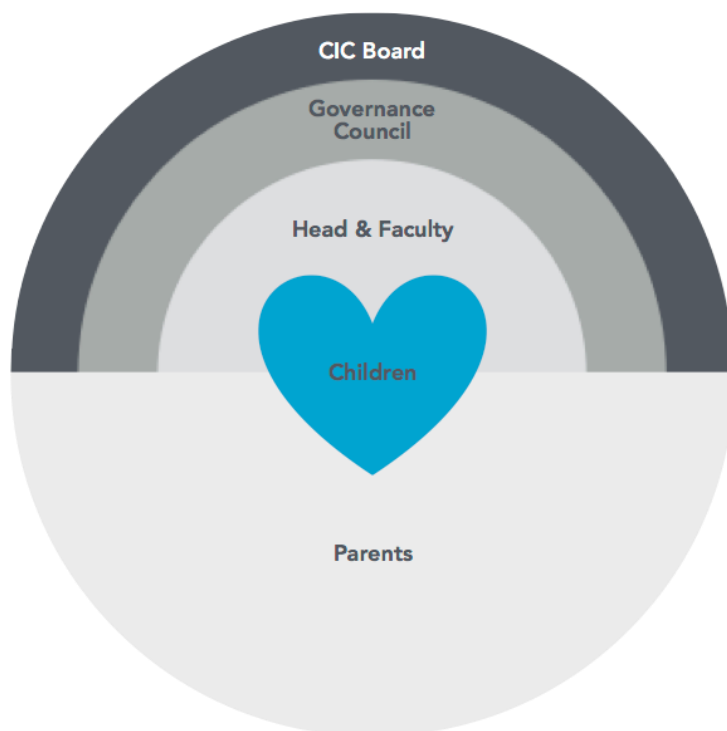 CIC Board
Governance
Council
Head & Faculty
Children
Parents